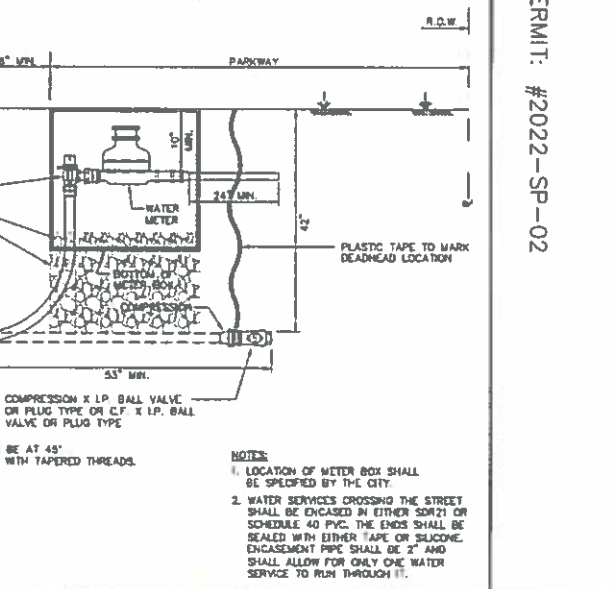 R.O.W.
MIN.
PARKWAY
10"
MIN.
24" MIN.
WATER
METER
42"
PLASTIC TAPE TO MARK
DEADHEAD LOCATION
BOTTOM OF
METER BOX
COMPRESSION
53" MIN.
COMPRESSION X I.P. BALL VALVE
OR PLUG TYPE OR C.F. X I.P. BALL
VALVE OR PLUG TYPE
BE AT 45°
WITH TAPERED THREADS.
NOTES:
1. LOCATION OF METER BOX SHALL
BE SPECIFIED BY THE CITY.
2. WATER SERVICES CROSSING THE STREET
SHALL BE ENCASED IN EITHER SDR21 OR
SCHEDULE 40 PVC. THE ENDS SHALL BE
SEALED WITH EITHER TAPE OR SILICONE.
ENCASEMENT PIPE SHALL BE 2" AND
SHALL ALLOW FOR ONLY ONE WATER
SERVICE TO RUN THROUGH IT.
ERMIT: #2022-SP-02